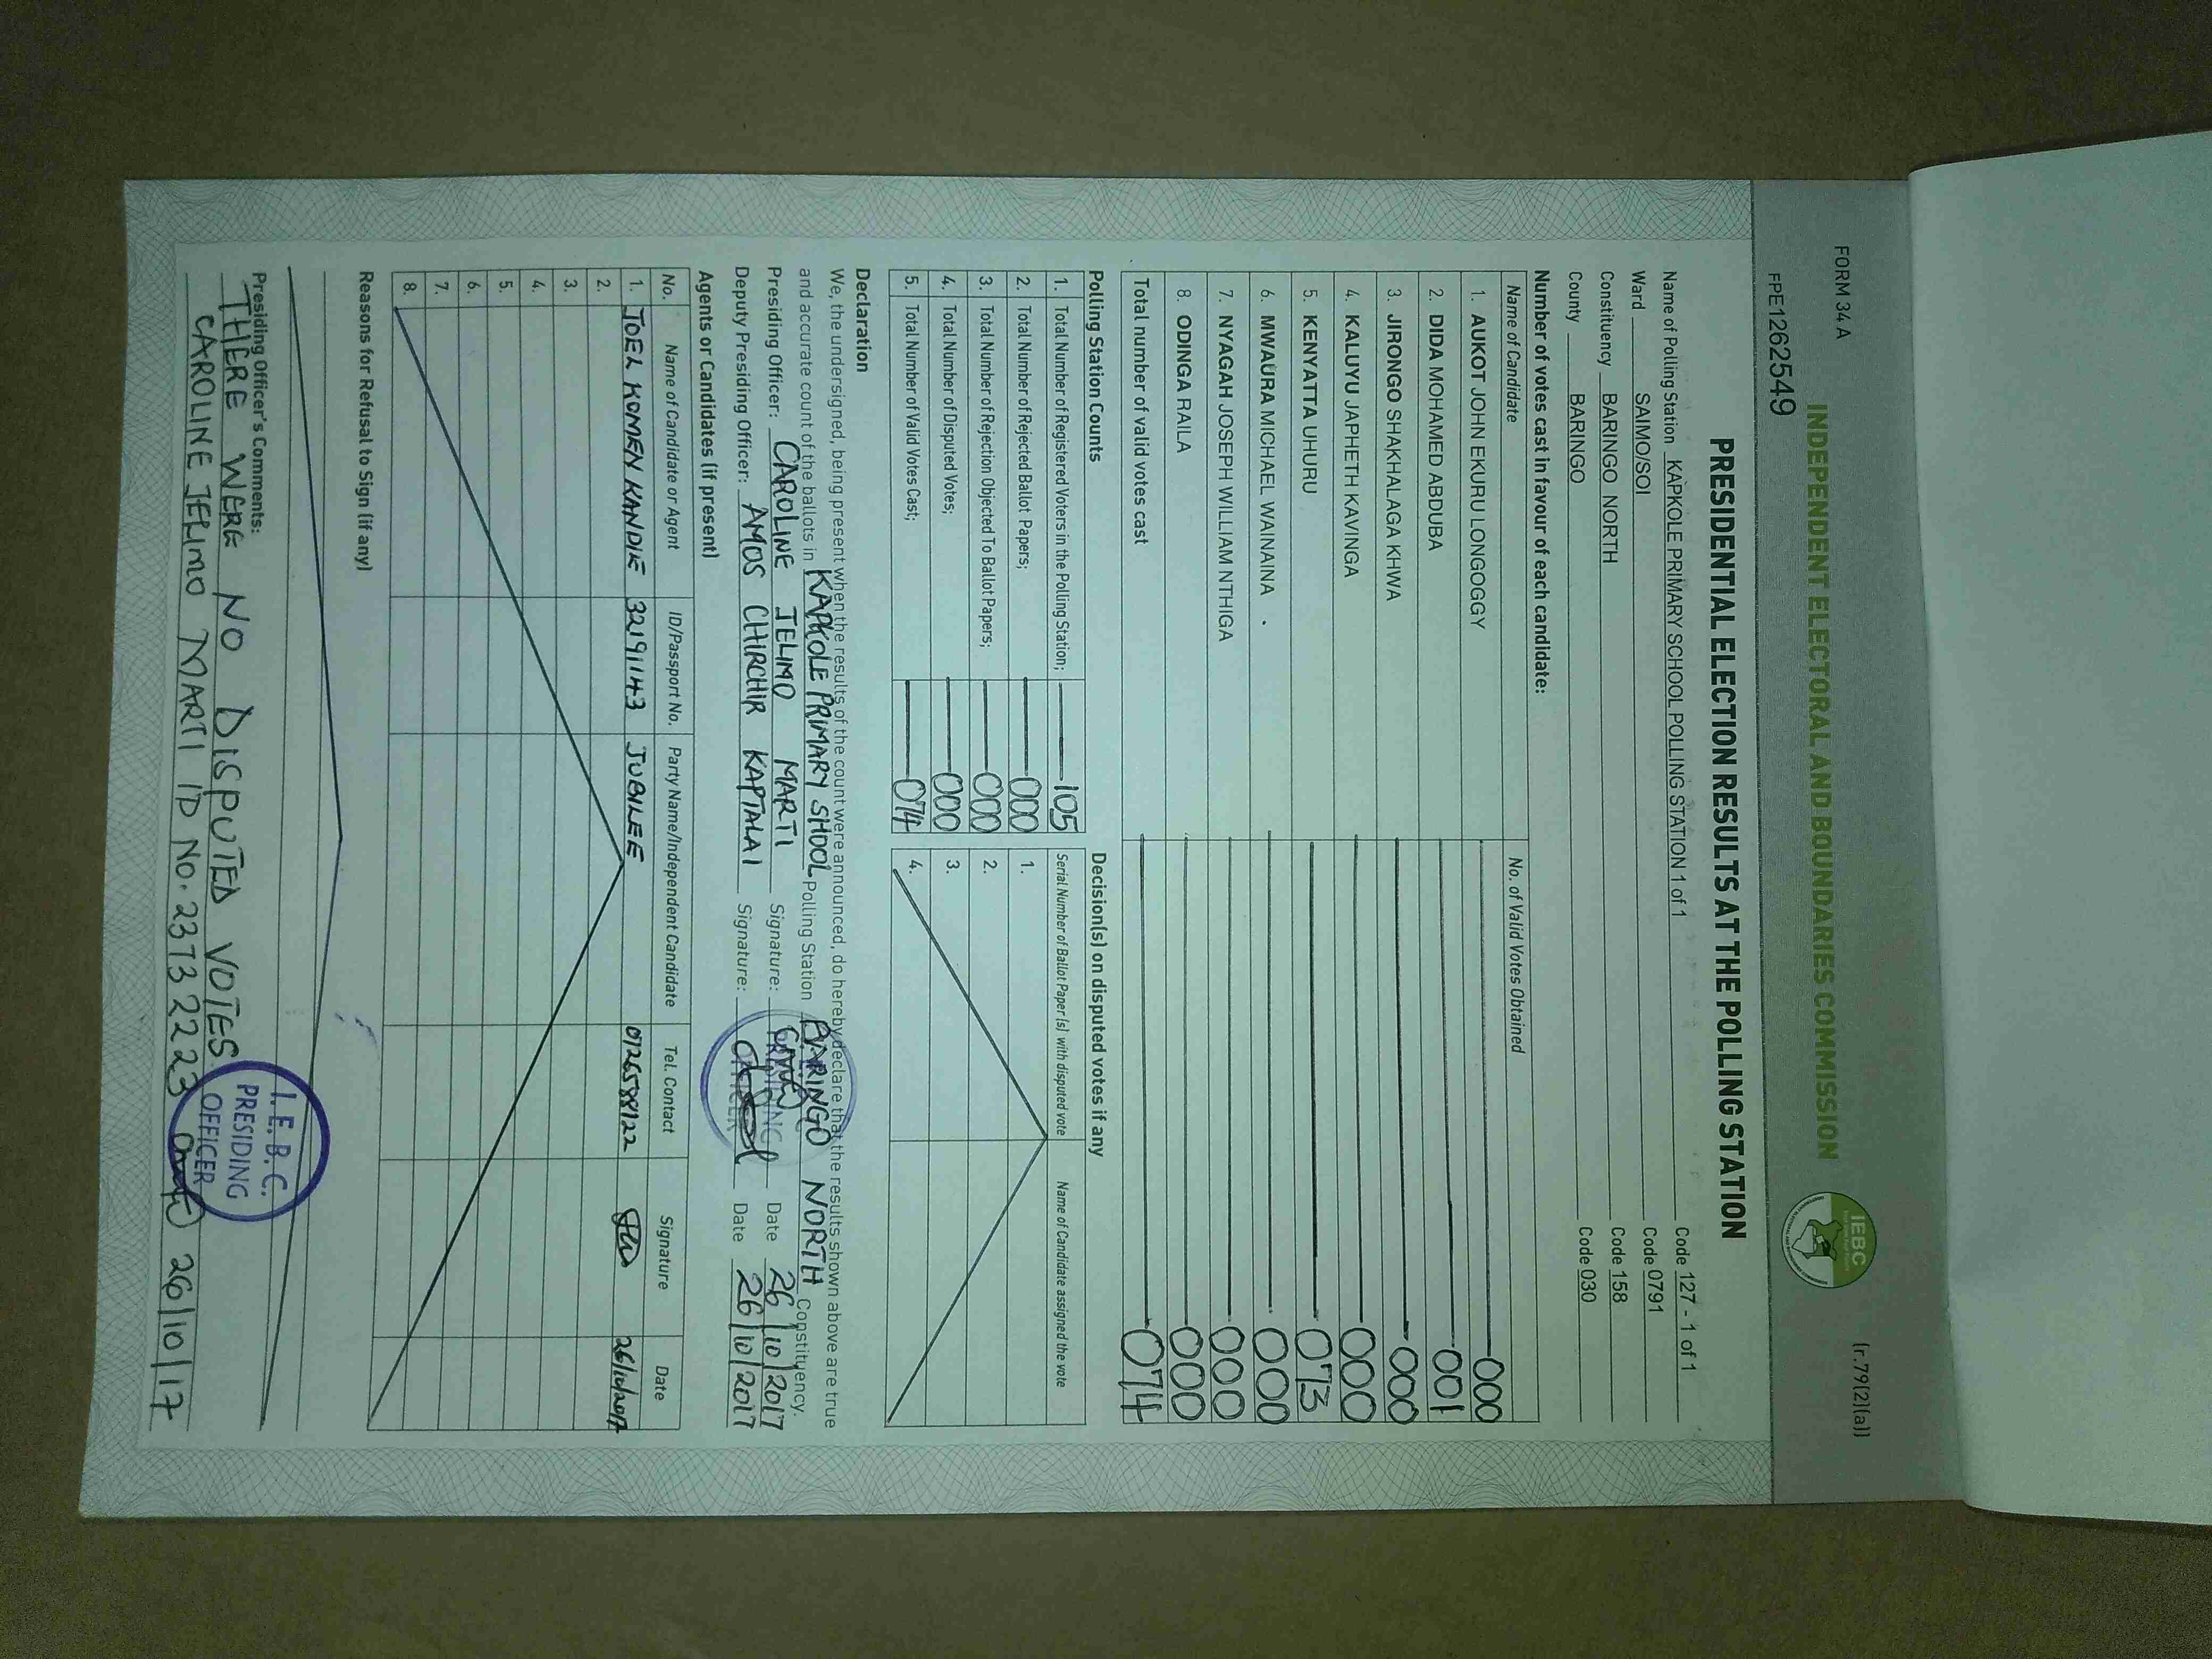 FORM 34 A
(r.79(2)(a))
INDEPENDENT ELECTORAL AND BOUNDARIES COMMISSION
IEBC
FPE1262549
PRESIDENTIAL ELECTION RESULTS AT THE POLLING STATION
Name of Polling Station KAPKOLE PRIMARY SCHOOL POLLING STATION 1 of 1 Code 127 - 1 of 1
Ward SAIMO/SOI Code 0791
Constituency BARINGO NORTH Code 158
County BARINGO Code 030
Number of votes cast in favour of each candidate:
Name of Candidate No. of Valid Votes Obtained
1. AUKOT JOHN EKURU LONGOGGY 000
2. DIDA MOHAMED ABDUBA 001
3. JIRONGO SHAKHALAGA KHWA 000
4. KALUYU JAPHETH KAVINGA 000
5. KENYATTA UHURU 073
6. MWAURA MICHAEL WAINAINA 000
7. NYAGAH JOSEPH WILLIAM NTHIGA 000
8. ODINGA RAILA 000
Total number of valid votes cast 074
Polling Station Counts
1. Total Number of Registered Voters in the Polling Station; 105
2. Total Number of Rejected Ballot Papers; 000
3. Total Number of Rejection Objected To Ballot Papers; 000
4. Total Number of Disputed Votes; 000
5. Total Number of Valid Votes Cast; 074
Decision(s) on disputed votes if any
Serial Number of Ballot Paper (s) with disputed vote Name of Candidate assigned the vote
1.
2.
3.
4.
Declaration
We, the undersigned, being present when the results of the count were announced, do hereby declare that the results shown above are true
and accurate count of the ballots in KAPKOLE PRIMARY SHOOL Polling Station BARINGO NORTH Constituency.
Presiding Officer: CAROLINE JELIMO MARTI Signature: Date 26/10/2017
Deputy Presiding Officer: AMOS CHIRCHIR KAPTALAI Signature: Date 26/10/2017
Agents or Candidates (if present)
No. Name of Candidate or Agent ID/Passport No. Party Name/Independent Candidate Tel. Contact Signature Date
1. JOEL KOMEN KANDIE 32191143 JUBILEE 0726588122 26/10/2017
2.
3.
4.
5.
6.
7.
8.
Reasons for Refusal to Sign (if any)
Presiding Officer's Comments:
THERE WERE NO DISPUTED VOTES
CAROLINE JELIMO MARTI ID No. 23732223 26/10/17
I.E.B.C.
PRESIDING
OFFICER